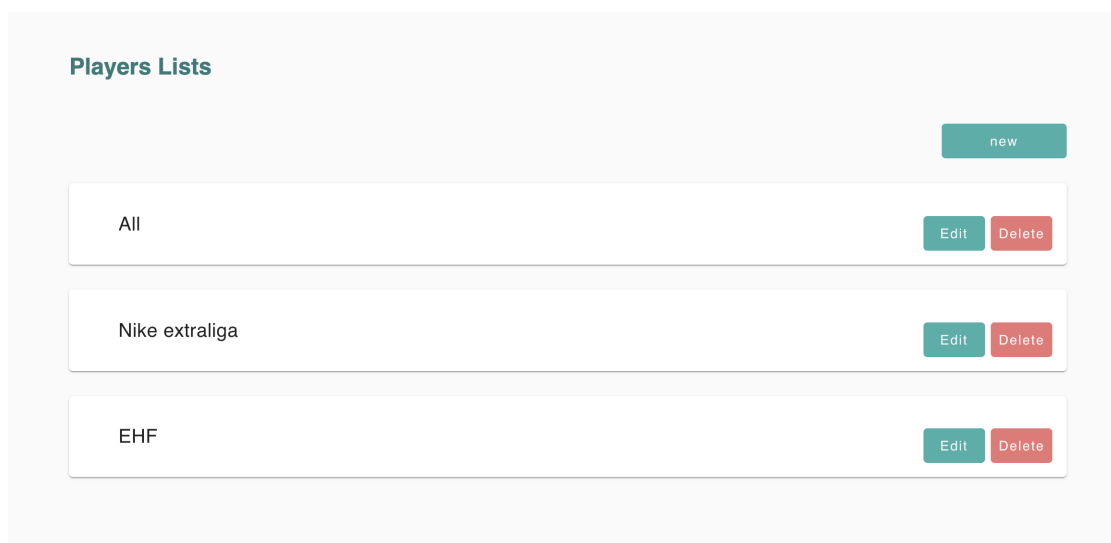 Players Lists
new
All
Edit Delete
Nike extraliga
Edit Delete
EHF
Edit Delete